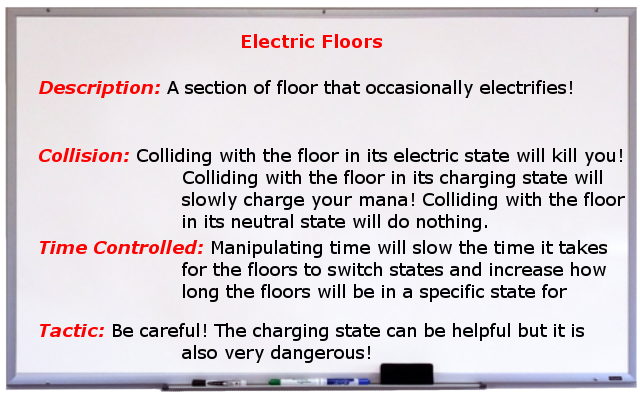 Electric Floors
Description: A section of floor that occasionally electrifies!
Collision: Colliding with the floor in its electric state will kill you!
Colliding with the floor in its charging state will
slowly charge your mana! Colliding with the floor
in its neutral state will do nothing.
Time Controlled: Manipulating time will slow the time it takes
for the floors to switch states and increase how
long the floors will be in a specific state for
Tactic: Be careful! The charging state can be helpful but it is
also very dangerous!